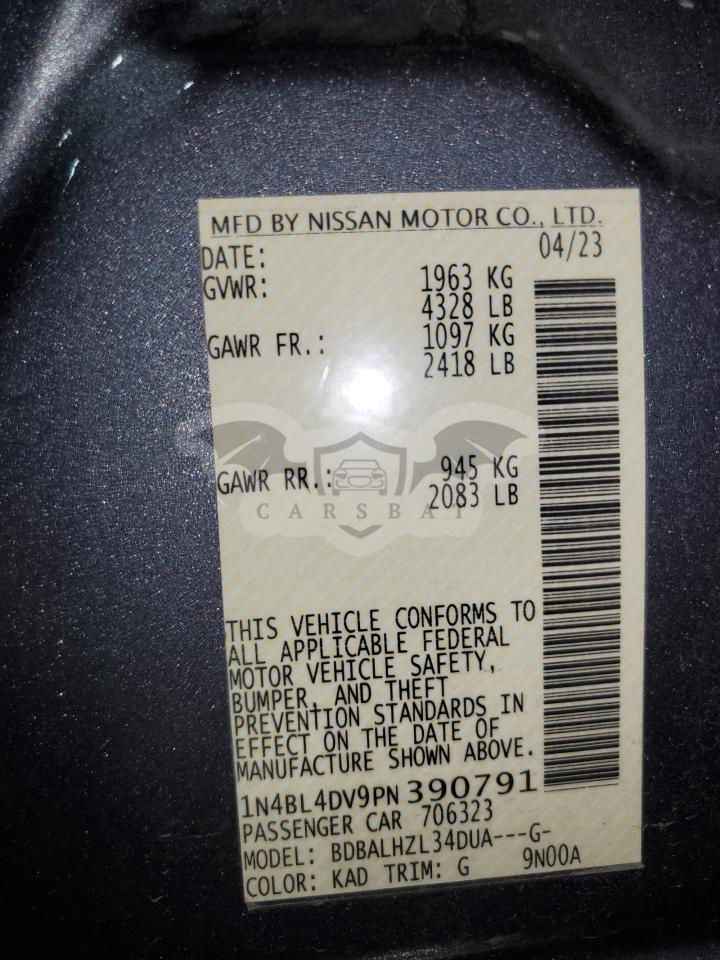 MFD BY NISSAN MOTOR CO., LTD.
DATE: 04/23
GVWR: 1963 KG
4328 LB
GAWR FR.: 1097 KG
2418 LB
GAWR RR.: 945 KG
2083 LB
CARSBAT
THIS VEHICLE CONFORMS TO
ALL APPLICABLE FEDERAL
MOTOR VEHICLE SAFETY,
BUMPER, AND THEFT
PREVENTION STANDARDS IN
EFFECT ON THE DATE OF
MANUFACTURE SHOWN ABOVE.
1N4BL4DV9PN 390791
PASSENGER CAR 706323
MODEL: BDBALHZL34DUA---G-
COLOR: KAD TRIM: G 9N00A